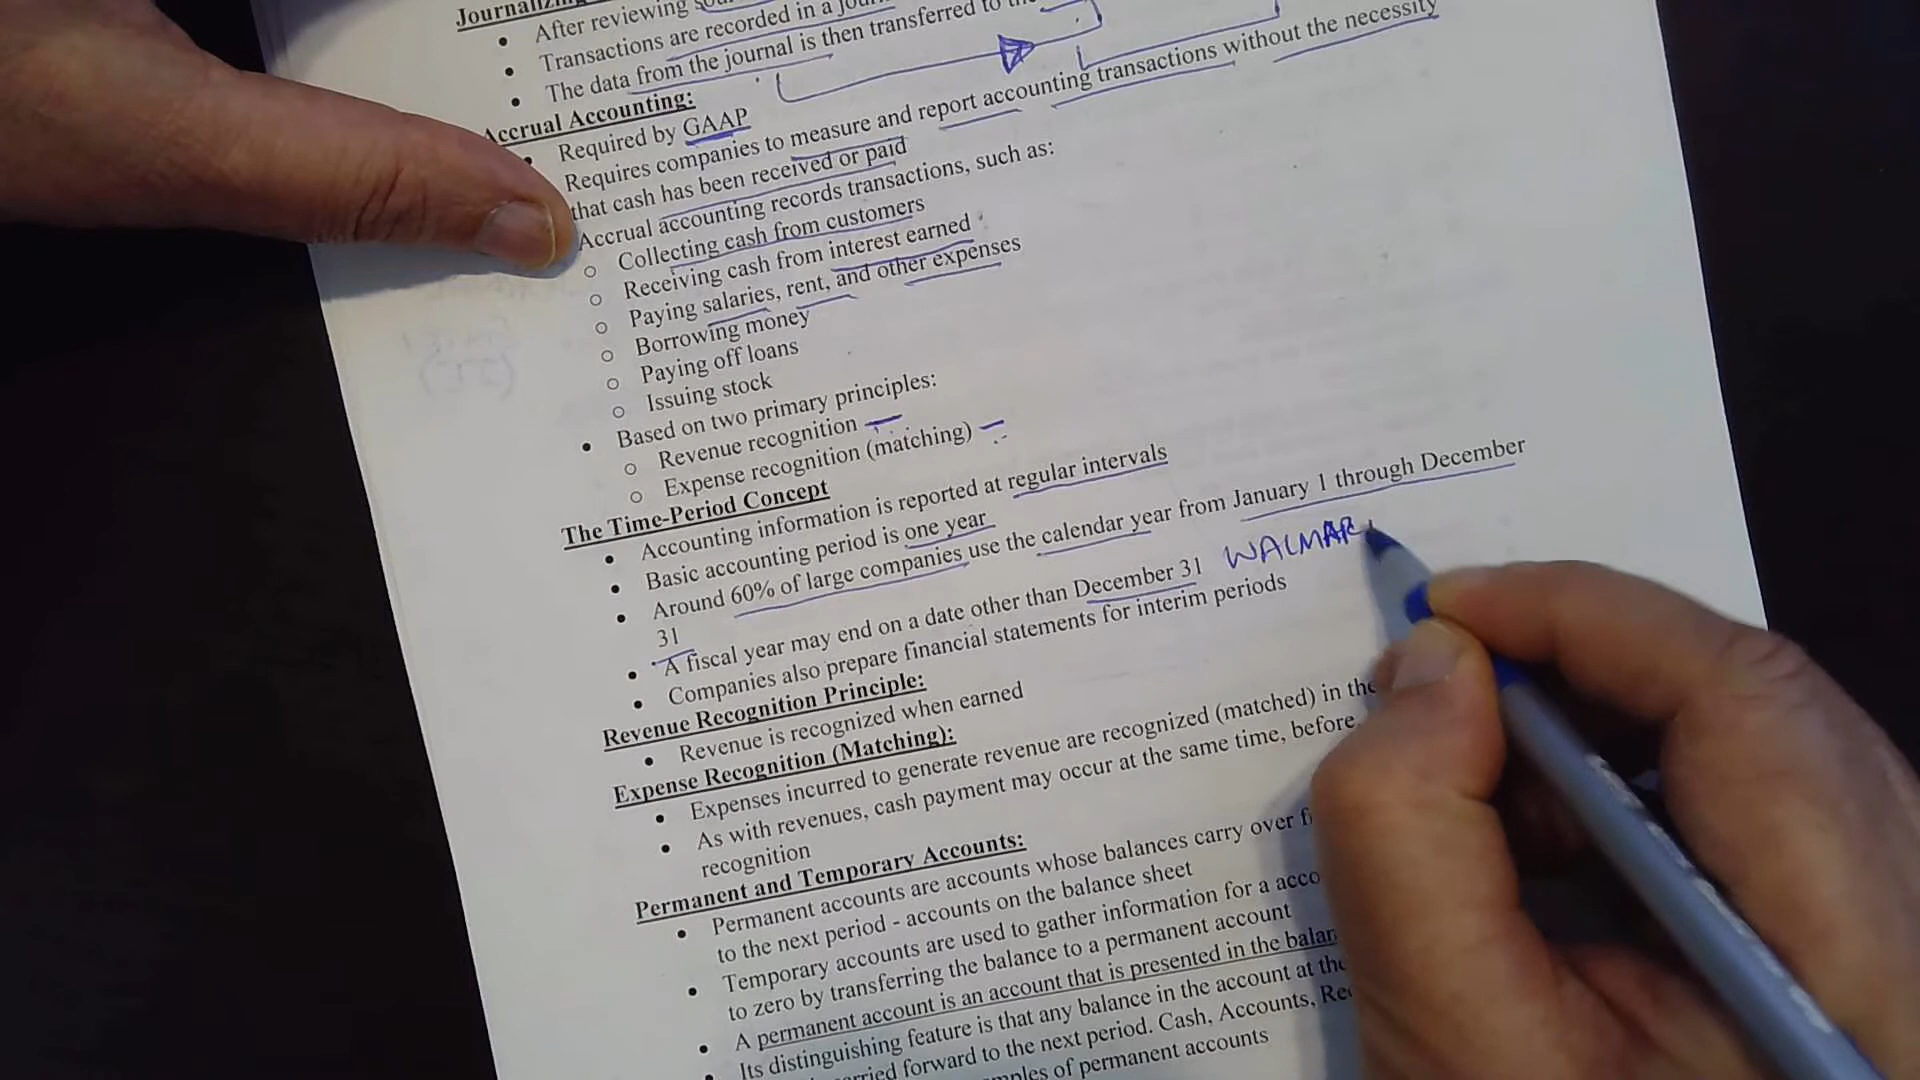 Journalizing
• After reviewing
• Transactions are recorded in a
• The data from the journal is then transferred to
Accrual Accounting:
• Required by GAAP
Requires companies to measure and report accounting transactions without the necessity
that cash has been received or paid
Accrual accounting records transactions, such as:
o Collecting cash from customers
o Receiving cash from interest earned
o Paying salaries, rent, and other expenses
o Borrowing money
o Paying off loans
o Issuing stock
• Based on two primary principles:
o Revenue recognition
o Expense recognition (matching)
The Time-Period Concept
• Accounting information is reported at regular intervals
• Basic accounting period is one year
• Around 60% of large companies use the calendar year from January 1 through December
31
• A fiscal year may end on a date other than December 31 WALMAR
• Companies also prepare financial statements for interim periods
Revenue Recognition Principle:
• Revenue is recognized when earned
Expense Recognition (Matching):
• Expenses incurred to generate revenue are recognized (matched) in the
• As with revenues, cash payment may occur at the same time, before
recognition
Permanent and Temporary Accounts:
• Permanent accounts are accounts whose balances carry over
to the next period - accounts on the balance sheet
• Temporary accounts are used to gather information for a
to zero by transferring the balance to a permanent account
• A permanent account is an account that is presented in the
• Its distinguishing feature is that any balance in the account at the
forward to the next period. Cash, Accounts,
of permanent accounts